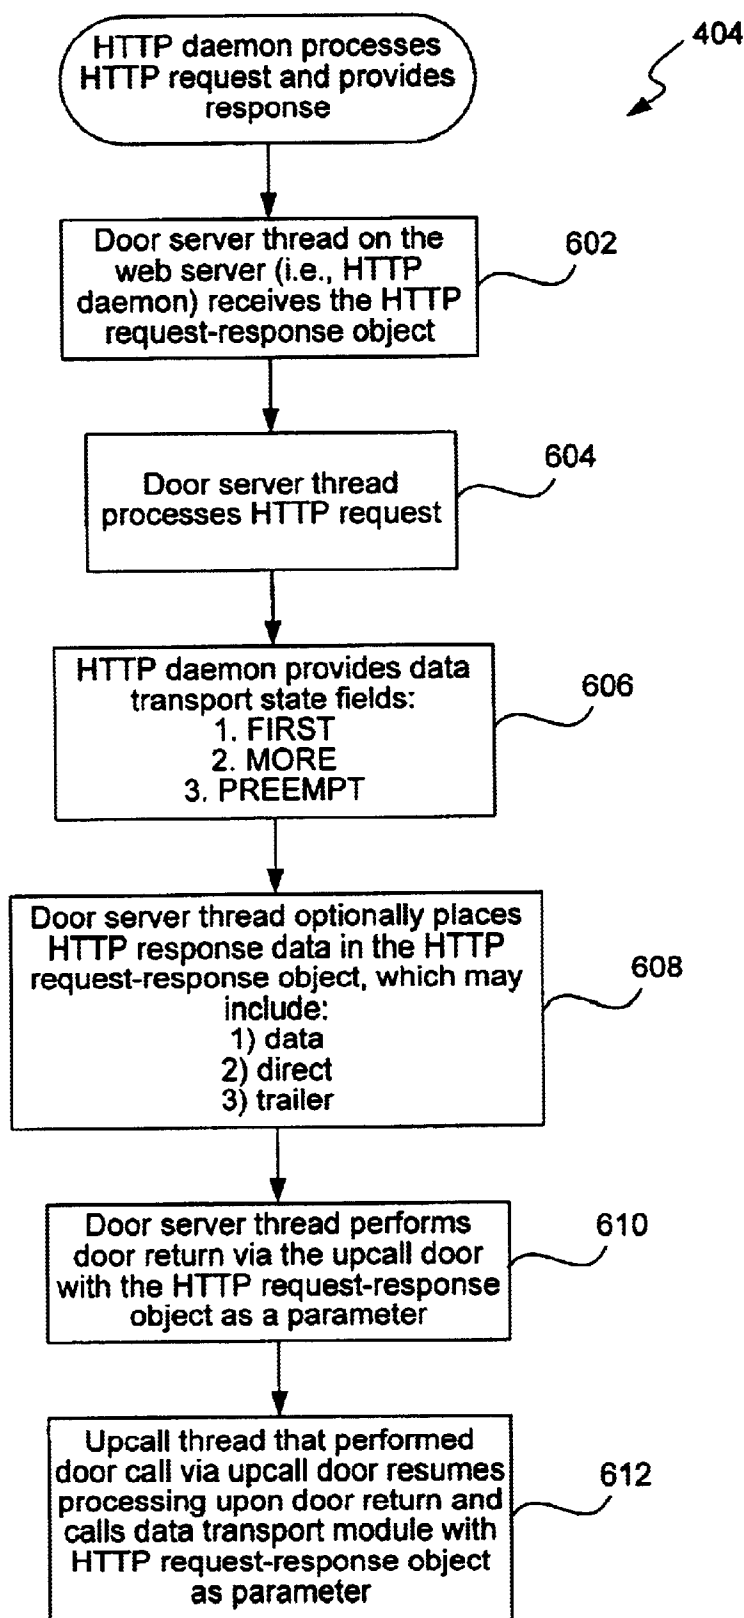 HTTP daemon processes
HTTP request and provides
response
404
Door server thread on the
web server (i.e., HTTP
daemon) receives the HTTP
request-response object
602
Door server thread
processes HTTP request
604
HTTP daemon provides data
transport state fields:
1. FIRST
2. MORE
3. PREEMPT
606
Door server thread optionally places
HTTP response data in the HTTP
request-response object, which may
include:
1) data
2) direct
3) trailer
608
Door server thread performs
door return via the upcall door
with the HTTP request-response
object as a parameter
610
Upcall thread that performed
door call via upcall door resumes
processing upon door return and
calls data transport module with
HTTP request-response object
as parameter
612